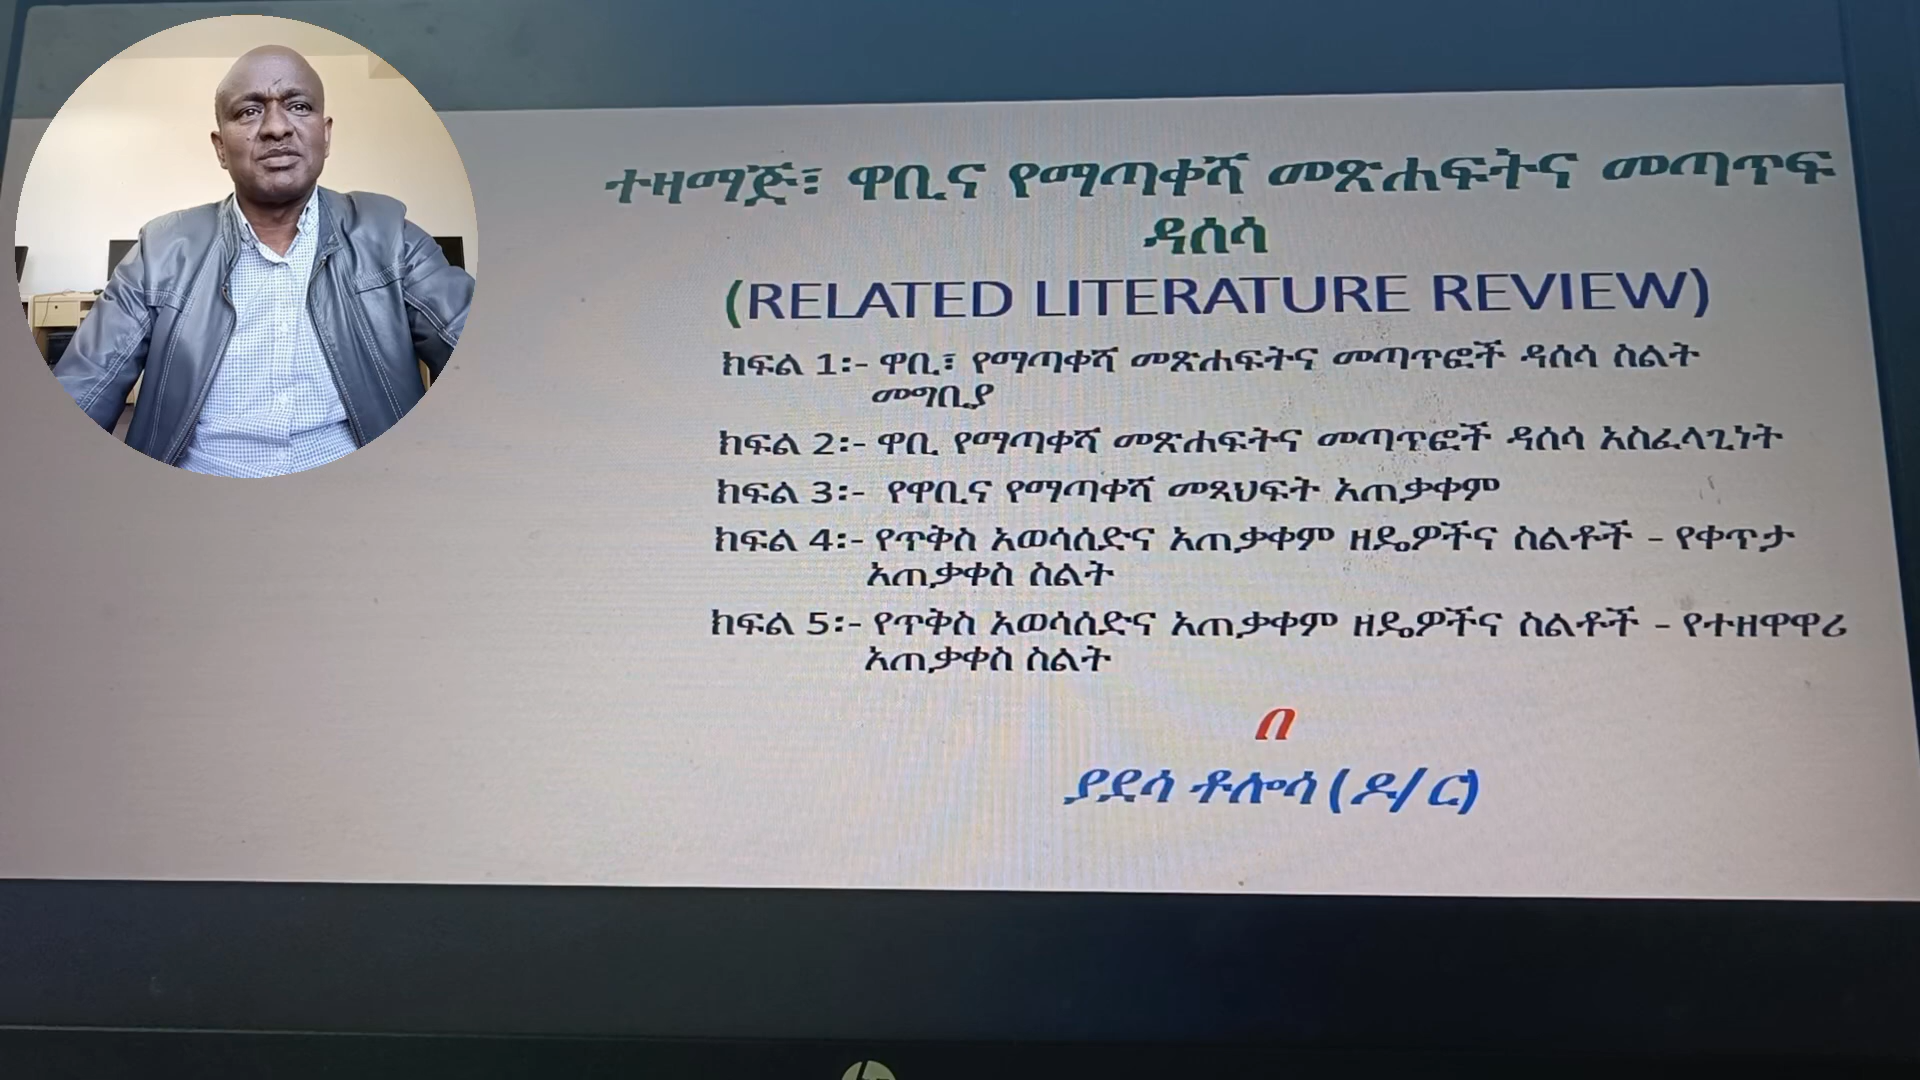 ተዛማጅ፣ ዋቢና የማጣቀሻ መጽሐፍትና መጣጥፍ
ዳሰሳ
(RELATED LITERATURE REVIEW)
ክፍል 1፡- ዋቢ፣ የማጣቀሻ መጽሐፍትና መጣጥፎች ዳሰሳ ስልት
መግቢያ
ክፍል 2፡- ዋቢ የማጣቀሻ መጽሐፍትና መጣጥፎች ዳሰሳ አስፈላጊነት
ክፍል 3፡- የዋቢና የማጣቀሻ መጻህፍት አጠቃቀም
ክፍል 4፡- የጥቅስ አወሳሰድና አጠቃቀም ዘዴዎችና ስልቶች - የቀጥታ
አጠቃቀስ ስልት
ክፍል 5፡- የጥቅስ አወሳሰድና አጠቃቀም ዘዴዎችና ስልቶች - የተዘዋዋሪ
አጠቃቀስ ስልት
በ
ያደሳ ቶሎሳ (ዶ/ር)
hp